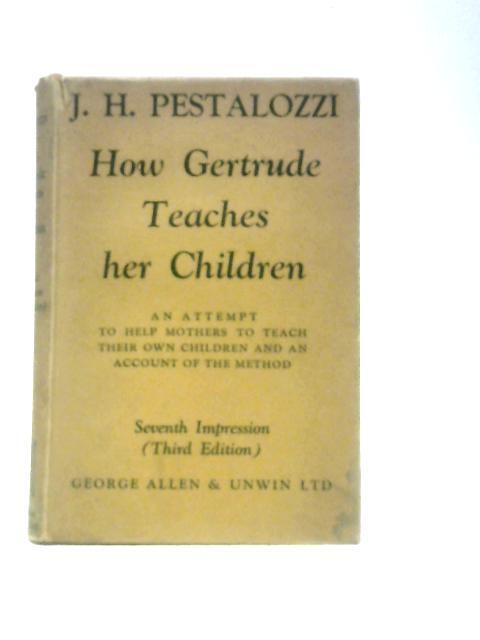 J. H. PESTALOZZI
How Gertrude
Teaches
her Children
AN ATTEMPT
TO HELP MOTHERS TO TEACH
THEIR OWN CHILDREN AND AN
ACCOUNT OF THE METHOD
Seventh Impression
(Third Edition)
GEORGE ALLEN & UNWIN LTD